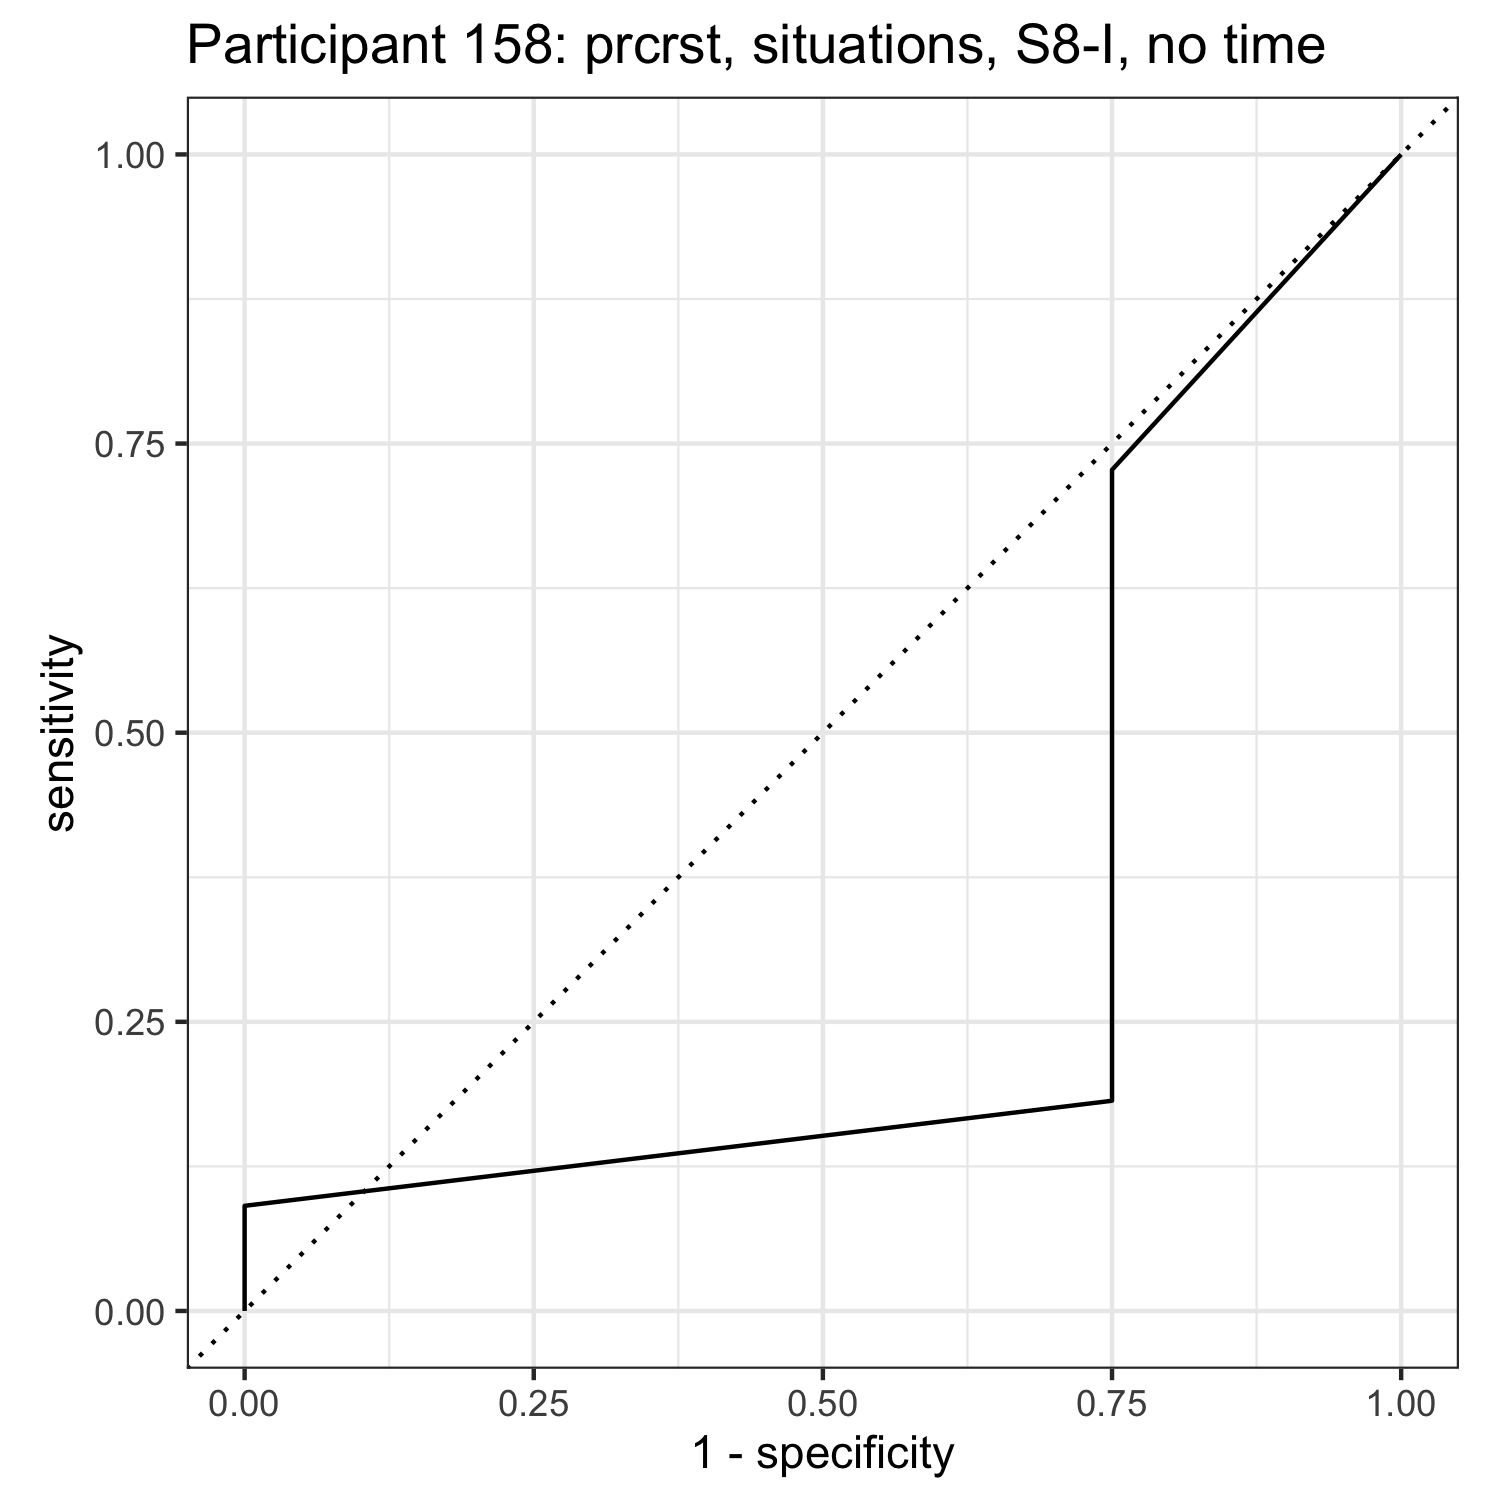 Participant 158: prcrst, situations, S8-I, no time
1.00
0.75
0.50
0.25
0.00
sensitivity
0.00 0.25 0.50 0.75 1.00
1 - specificity